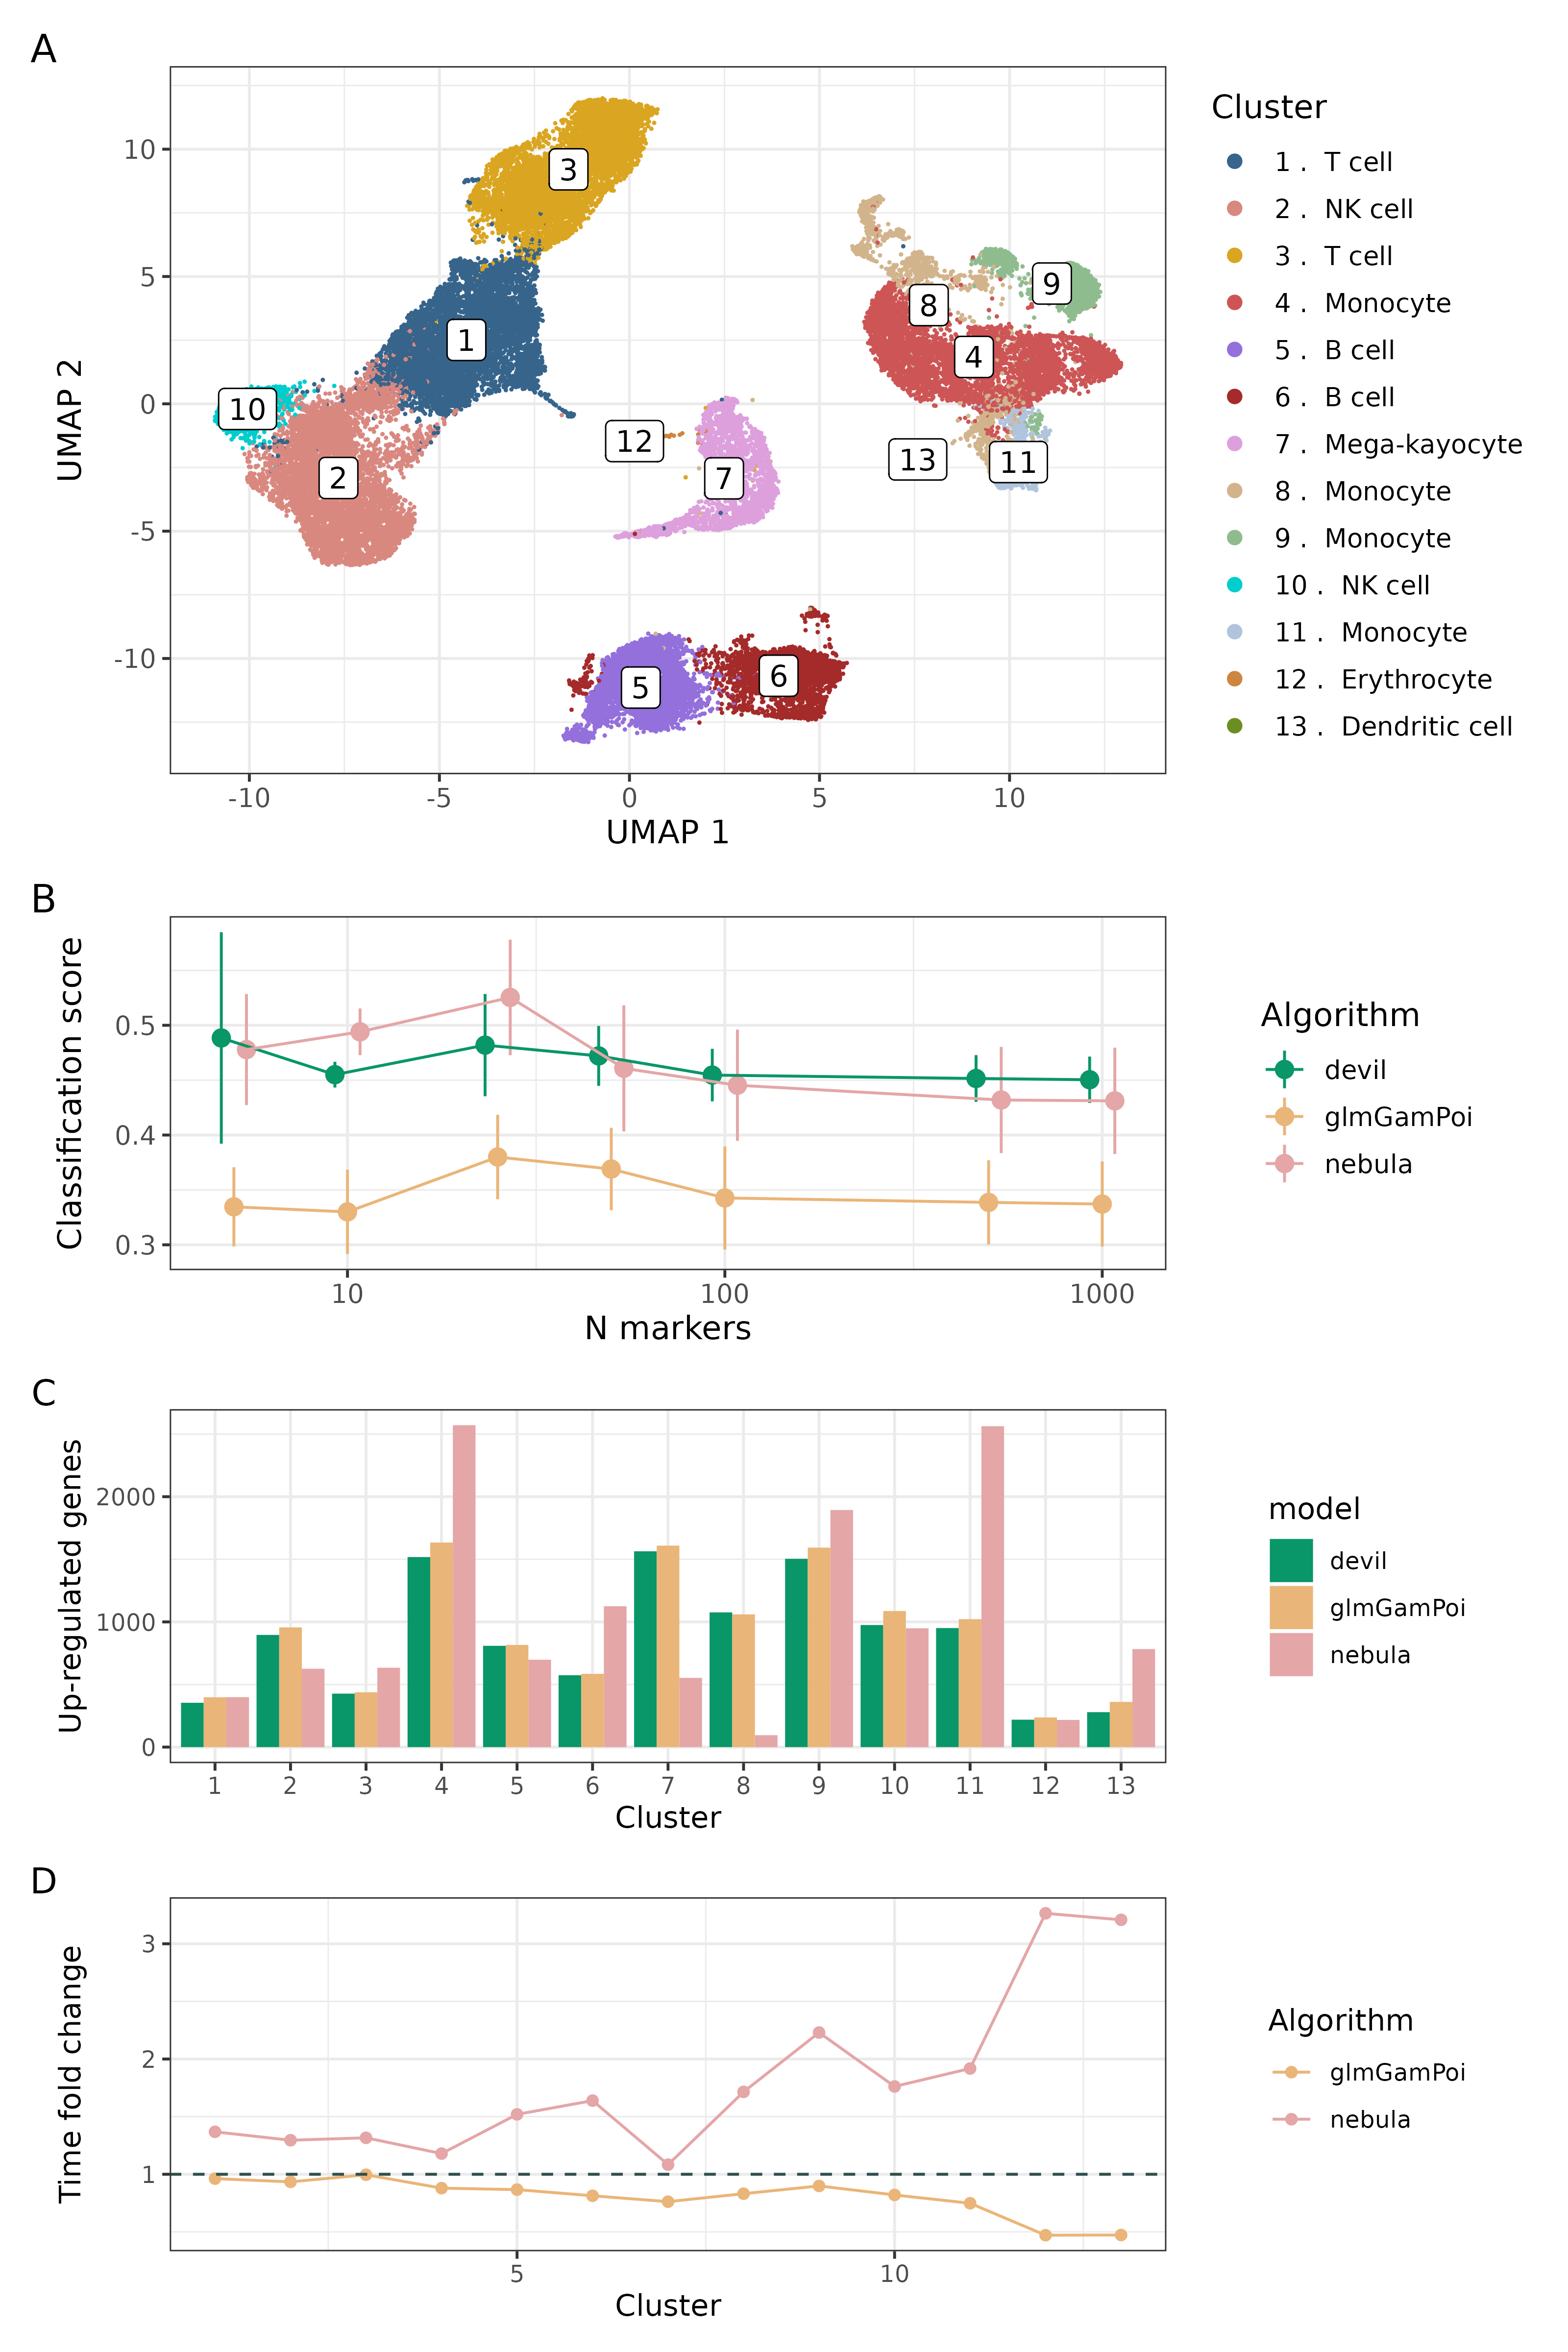 A
UMAP 2
10
5
0
-5
-10
3
1
10
2
12
7
8
9
4
13
11
5
6
-10
-5
0
5
10
UMAP 1
Cluster
1 . T cell
2 . NK cell
3 . T cell
4 . Monocyte
5 . B cell
6 . B cell
7 . Mega-kayocyte
8 . Monocyte
9 . Monocyte
10 . NK cell
11 . Monocyte
12 . Erythrocyte
13 . Dendritic cell
B
Classification score
0.5
0.4
0.3
10
100
1000
N markers
Algorithm
devil
glmGamPoi
nebula
C
Up-regulated genes
2000
1000
0
1 2 3 4 5 6 7 8 9 10 11 12 13
Cluster
model
devil
glmGamPoi
nebula
D
Time fold change
3
2
1
5
10
Cluster
Algorithm
glmGamPoi
nebula